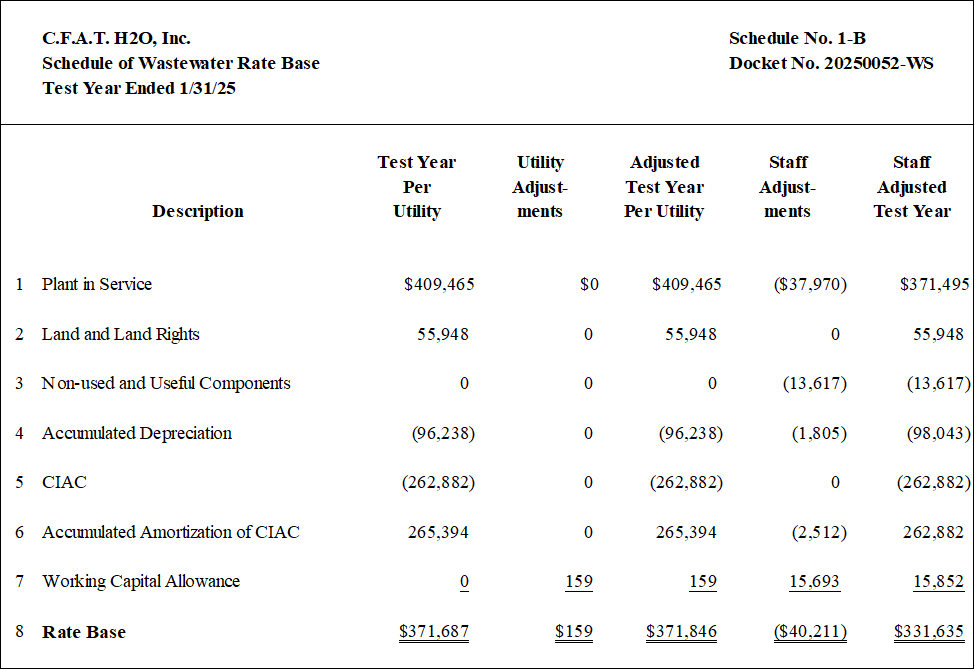 C.F.A.T. H2O, Inc. Schedule No. 1-B
Schedule of Wastewater Rate Base Docket No. 20250052-WS
Test Year Ended 1/31/25
Test Year Utility Adjusted Staff Staff
Per Adjust- Test Year Adjust- Adjusted
Description Utility ments Per Utility ments Test Year
1 Plant in Service $409,465 $0 $409,465 ($37,970) $371,495
2 Land and Land Rights 55,948 0 55,948 0 55,948
3 Non-used and Useful Components 0 0 0 (13,617) (13,617)
4 Accumulated Depreciation (96,238) 0 (96,238) (1,805) (98,043)
5 CIAC (262,882) 0 (262,882) 0 (262,882)
6 Accumulated Amortization of CIAC 265,394 0 265,394 (2,512) 262,882
7 Working Capital Allowance 0 159 159 15,693 15,852
8 Rate Base $371,687 $159 $371,846 ($40,211) $331,635